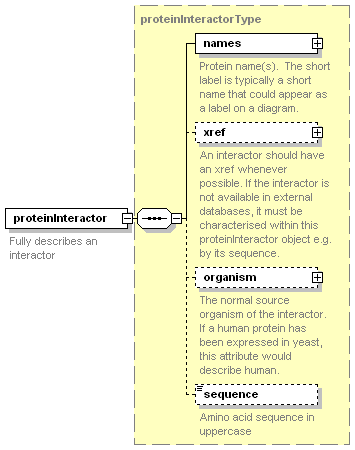 proteinInteractorType
names
Protein name(s). The short
label is typically a short
name that could appear as
a label on a diagram.
xref
An interactor should have
an xref whenever
possible. If the interactor is
not available in external
databases, it must be
characterised within this
proteinInteractor object e.g.
by its sequence.
proteinInteractor
Fully describes an
interactor
organism
The normal source
organism of the interactor.
If a human protein has
been expressed in yeast,
this attribute would
describe human.
sequence
Amino acid sequence in
uppercase